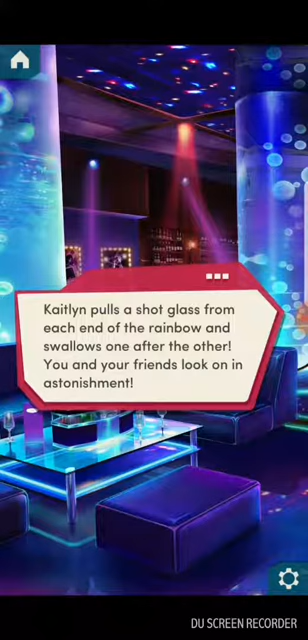 Kaitlyn pulls a shot glass from
each end of the rainbow and
swallows one after the other!
You and your friends look on in
astonishment!
DU SCREEN RECORDER